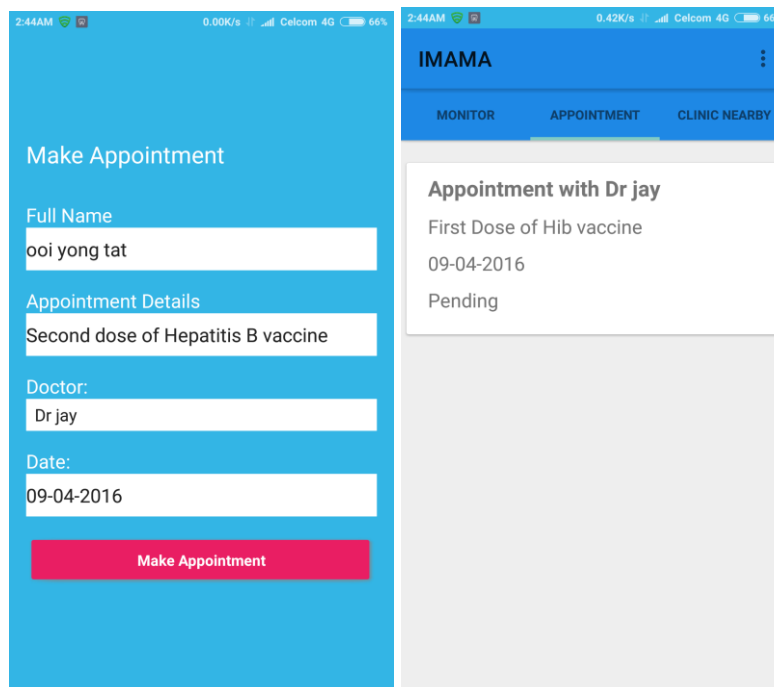 2:44AM 0.00K/s Celcom 4G 66%
Make Appointment
Full Name
ooi yong tat
Appointment Details
Second dose of Hepatitis B vaccine
Doctor:
Dr jay
Date:
09-04-2016
Make Appointment
2:44AM 0.42K/s Celcom 4G 66
IMAMA
MONITOR APPOINTMENT CLINIC NEARBY
Appointment with Dr jay
First Dose of Hib vaccine
09-04-2016
Pending